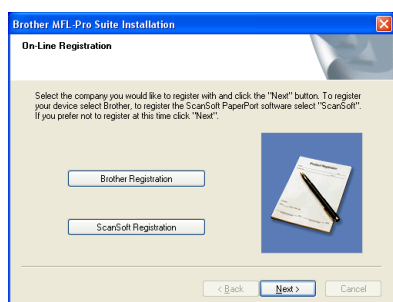 Brother MFL-Pro Suite Installation
On-Line Registration
Select the company you would like to register with and click the "Next" button. To register
your device select Brother, to register the ScanSoft PaperPort software select "ScanSoft".
If you prefer not to register at this time click "Next".
Product Registration
Brother Registration
ScanSoft Registration
< Back
Next >
Cancel